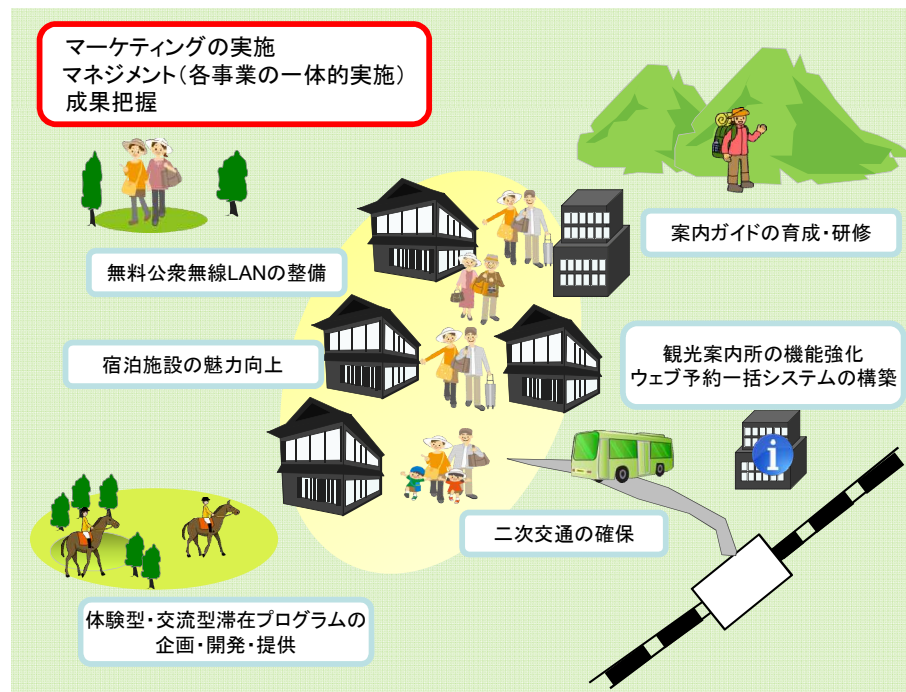 マーケティングの実施
マネジメント(各事業の一体的実施)
成果把握
無料公衆無線LANの整備
案内ガイドの育成・研修
宿泊施設の魅力向上
観光案内所の機能強化
ウェブ予約一括システムの構築
i
二次交通の確保
体験型・交流型滞在プログラムの
企画・開発・提供